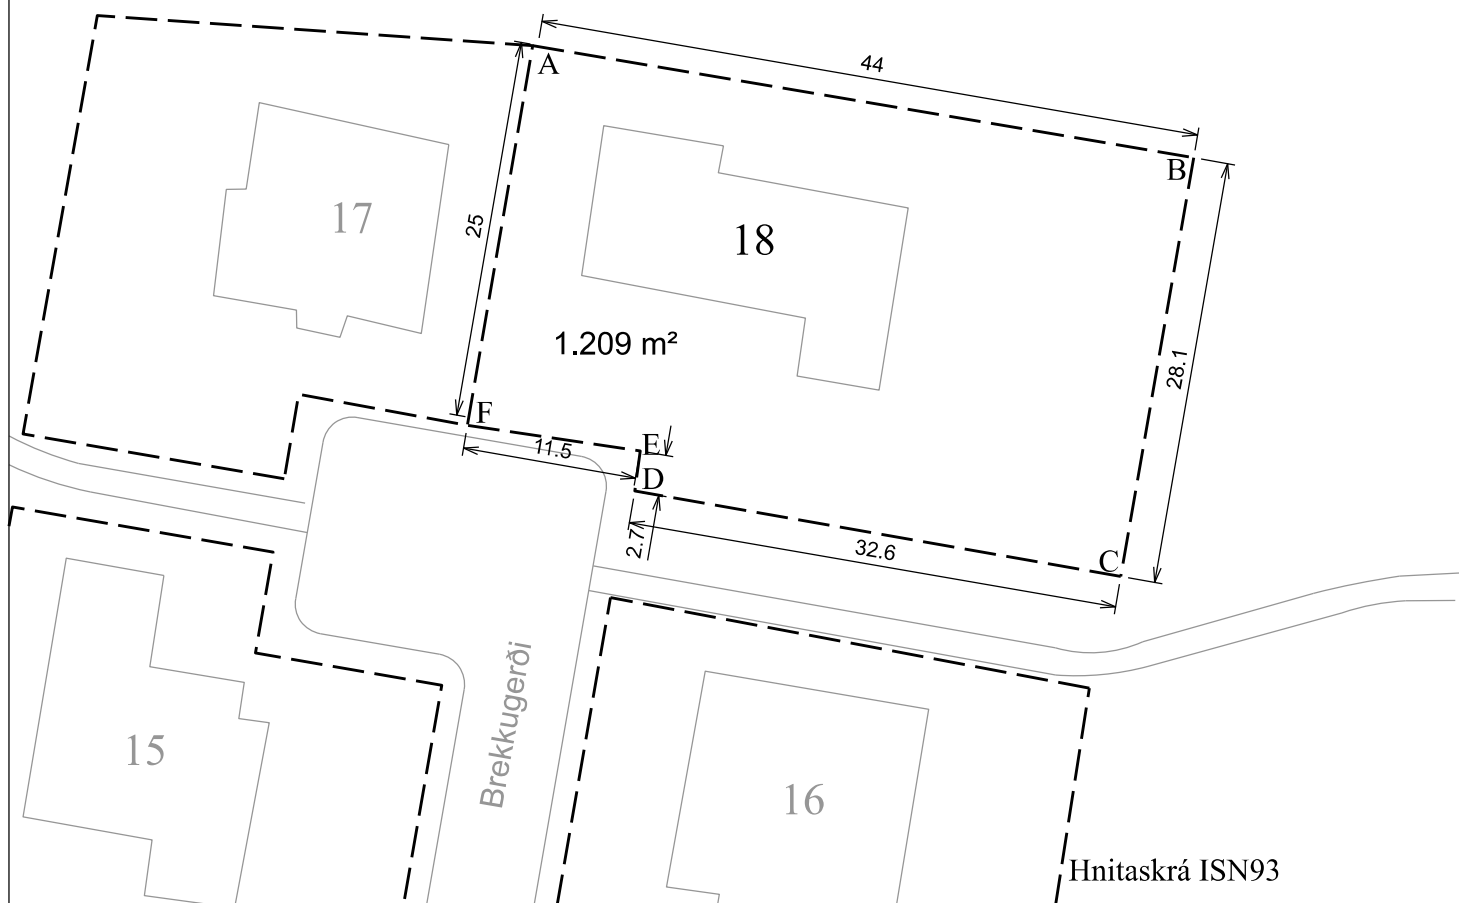 44
A
B
17
25
18
1.209 m²
28.1
F
11.5
E
D
2.7
32.6
C
Brekkugerði
15
16
Hnitaskrá ISN93